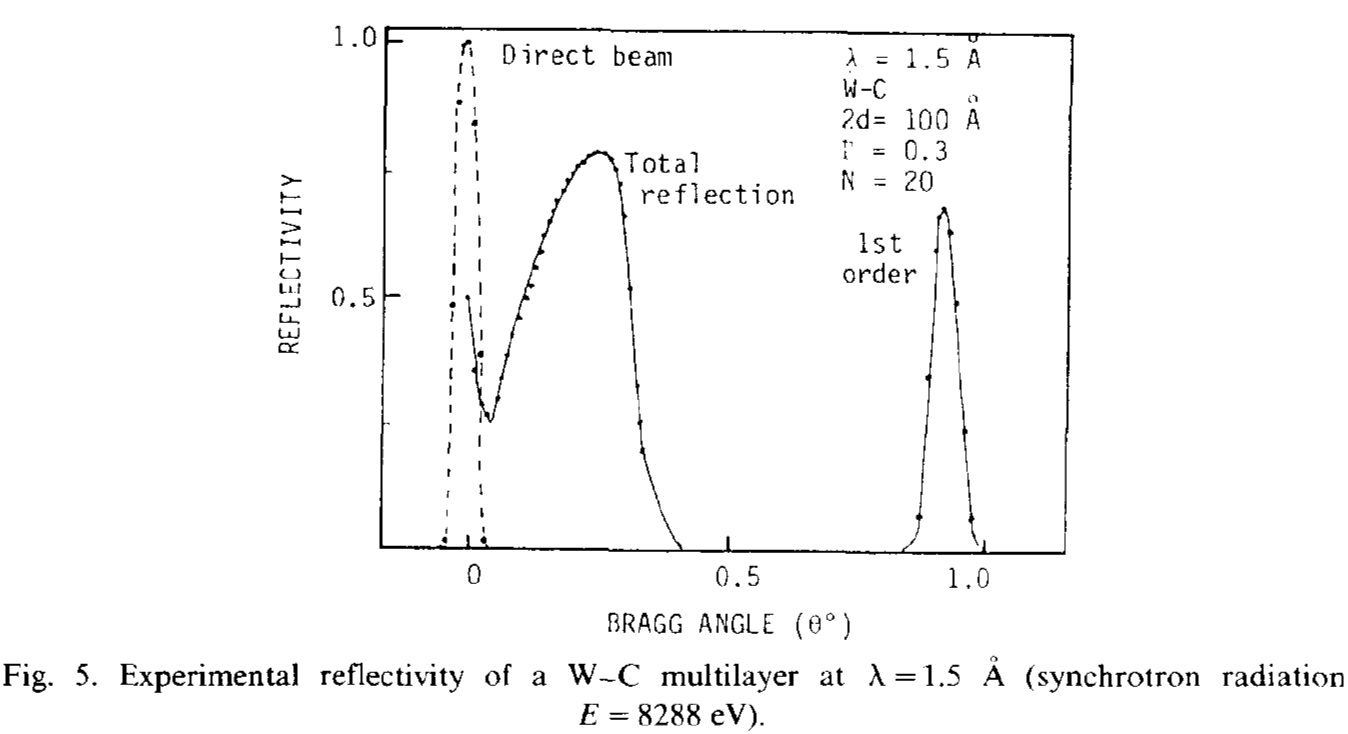 1.0
Direct beam
λ = 1.5 Å
W-C
2d= 100 Å
Γ = 0.3
N = 20
Total
reflection
1st
order
REFLECTIVITY
0.5
0
0.5
1.0
BRAGG ANGLE (θ°)
Fig. 5. Experimental reflectivity of a W–C multilayer at λ = 1.5 Å (synchrotron radiation
E = 8288 eV).